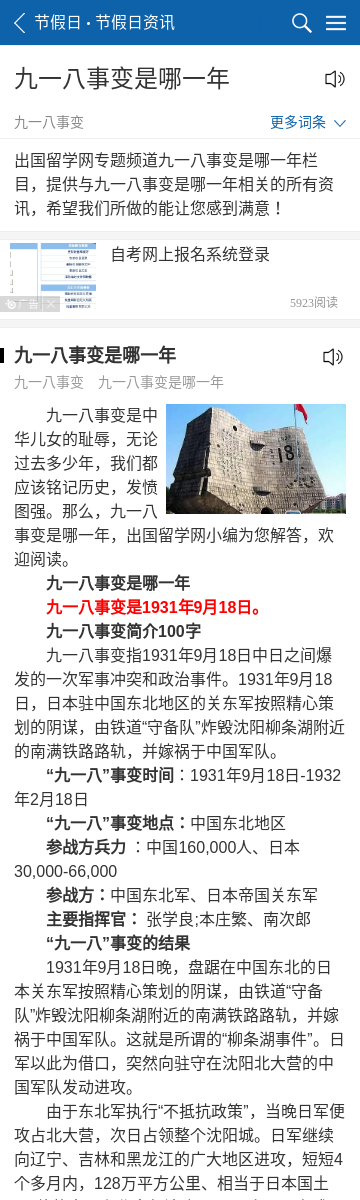 节假日 · 节假日资讯
九一八事变是哪一年
九一八事变 更多词条
出国留学网专题频道九一八事变是哪一年栏
目，提供与九一八事变是哪一年相关的所有资
讯，希望我们所做的能让您感到满意！
自考网上报名系统登录
广告 5923阅读
九一八事变是哪一年
九一八事变 九一八事变是哪一年
九一八事变是中
华儿女的耻辱，无论
过去多少年，我们都
应该铭记历史，发愤
图强。那么，九一八
事变是哪一年，出国留学网小编为您解答，欢
迎阅读。
九一八事变是哪一年
九一八事变是1931年9月18日。
九一八事变简介100字
九一八事变指1931年9月18日中日之间爆
发的一次军事冲突和政治事件。1931年9月18
日，日本驻中国东北地区的关东军按照精心策
划的阴谋，由铁道“守备队”炸毁沈阳柳条湖附近
的南满铁路路轨，并嫁祸于中国军队。
“九一八”事变时间：1931年9月18日-1932
年2月18日
“九一八”事变地点：中国东北地区
参战方兵力 ：中国160,000人、日本
30,000-66,000
参战方：中国东北军、日本帝国关东军
主要指挥官： 张学良;本庄繁、南次郎
“九一八”事变的结果
1931年9月18日晚，盘踞在中国东北的日
本关东军按照精心策划的阴谋，由铁道“守备
队”炸毁沈阳柳条湖附近的南满铁路路轨，并嫁
祸于中国军队。这就是所谓的“柳条湖事件”。日
军以此为借口，突然向驻守在沈阳北大营的中
国军队发动进攻。
由于东北军执行“不抵抗政策”，当晚日军便
攻占北大营，次日占领整个沈阳城。日军继续
向辽宁、吉林和黑龙江的广大地区进攻，短短4
个多月内，128万平方公里、相当于日本国土